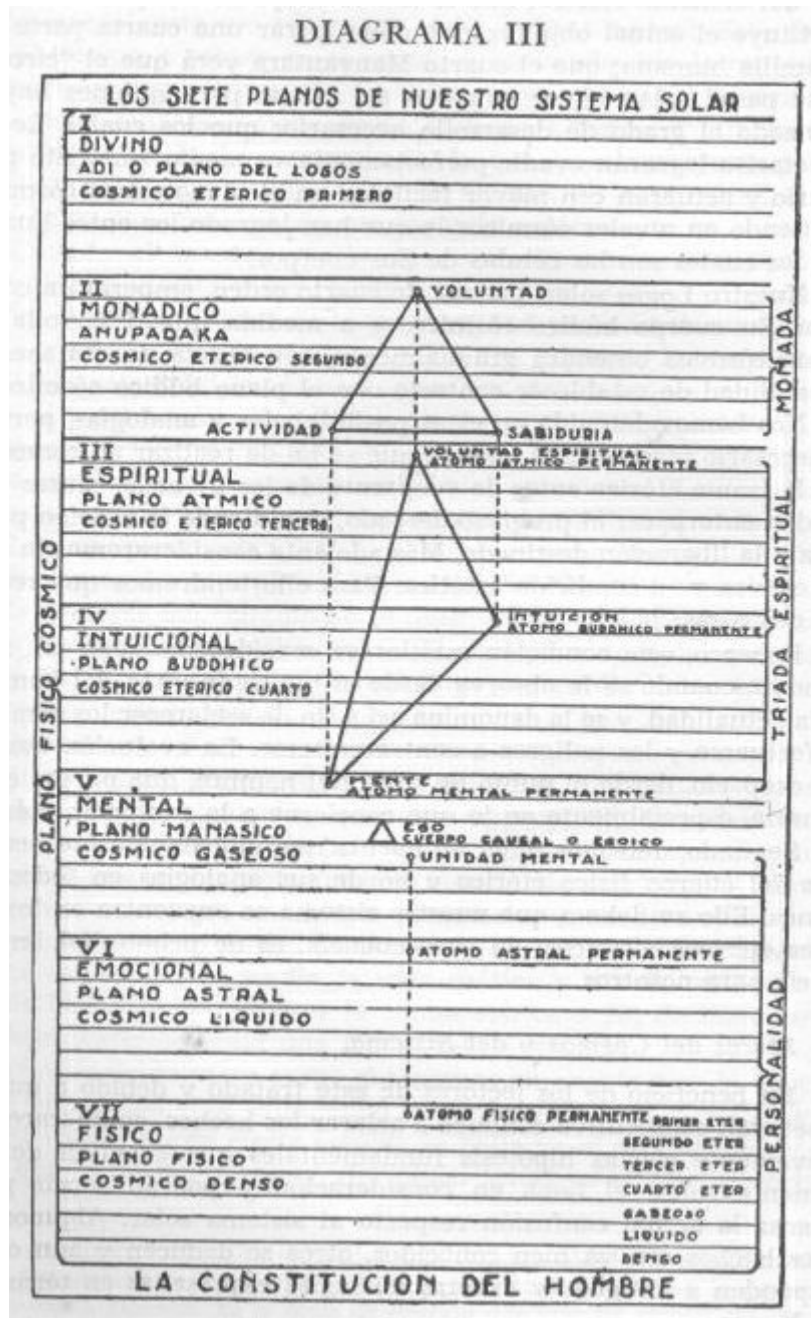 DIAGRAMA III
LOS SIETE PLANOS DE NUESTRO SISTEMA SOLAR
I
DIVINO
ADI O PLANO DEL LOGOS
COSMICO ETERICO PRIMERO
II
MONADICO
ANUPADAKA
COSMICO ETERICO SEGUNDO
VOLUNTAD
ACTIVIDAD
SABIDURIA
MONADA
III
ESPIRITUAL
PLANO ATMICO
COSMICO ETERICO TERCERO
VOLUNTAD ESPIRITUAL
ATOMO ATMICO PERMANENTE
IV
INTUICIONAL
PLANO BUDDHICO
COSMICO ETERICO CUARTO
INTUICION
ATOMO BUDDHICO PERMANENTE
TRIADA ESPIRITUAL
PLANO FISICO COSMICO
V
MENTAL
PLANO MANASICO
COSMICO GASEOSO
MENTE
ATOMO MENTAL PERMANENTE
EGO
CUERPO CAUSAL O EGOICO
UNIDAD MENTAL
VI
EMOCIONAL
PLANO ASTRAL
COSMICO LIQUIDO
ATOMO ASTRAL PERMANENTE
PERSONALIDAD
VII
FISICO
PLANO FISICO
COSMICO DENSO
ATOMO FISICO PERMANENTE PRIMER ETER
SEGUNDO ETER
TERCER ETER
CUARTO ETER
GASEOSO
LIQUIDO
DENSO
LA CONSTITUCION DEL HOMBRE